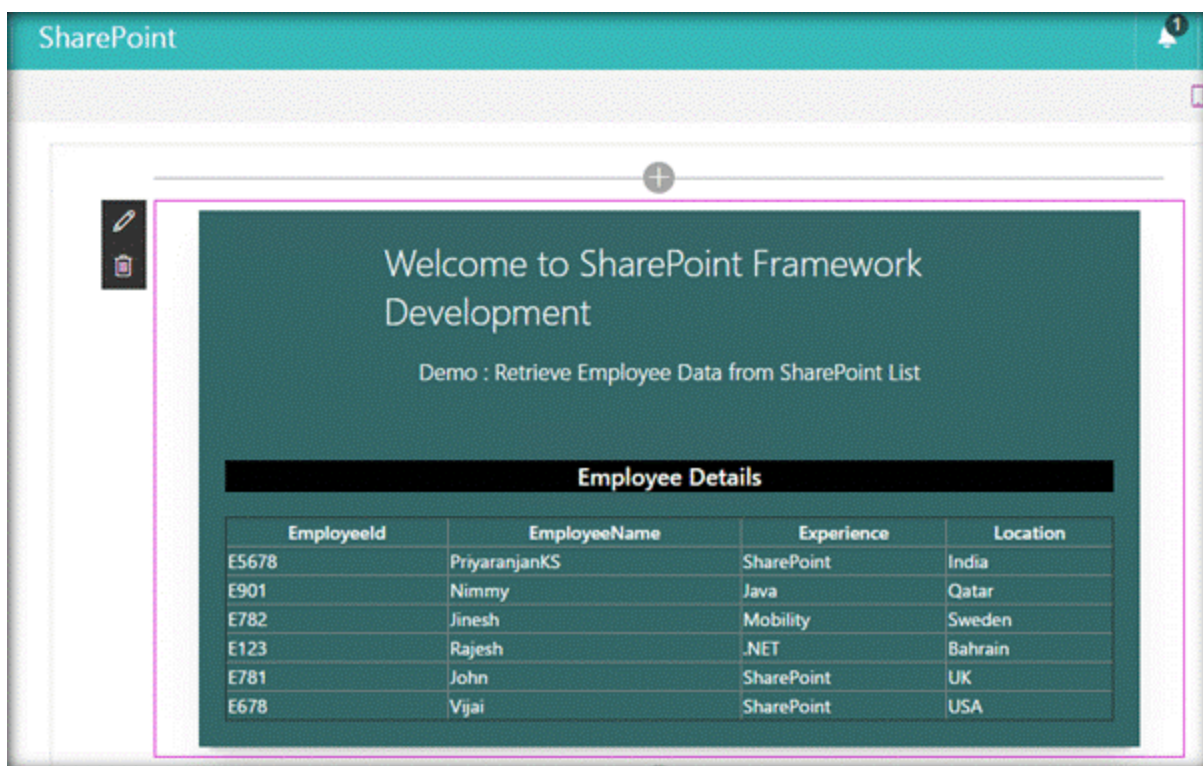 SharePoint
1
Welcome to SharePoint Framework
Development
Demo : Retrieve Employee Data from SharePoint List
Employee Details
EmployeeId EmployeeName Experience Location
E5678 PriyaranjanKS SharePoint India
E901 Nimmy Java Qatar
E782 Jinesh Mobility Sweden
E123 Rajesh .NET Bahrain
E781 John SharePoint UK
E678 Vijai SharePoint USA